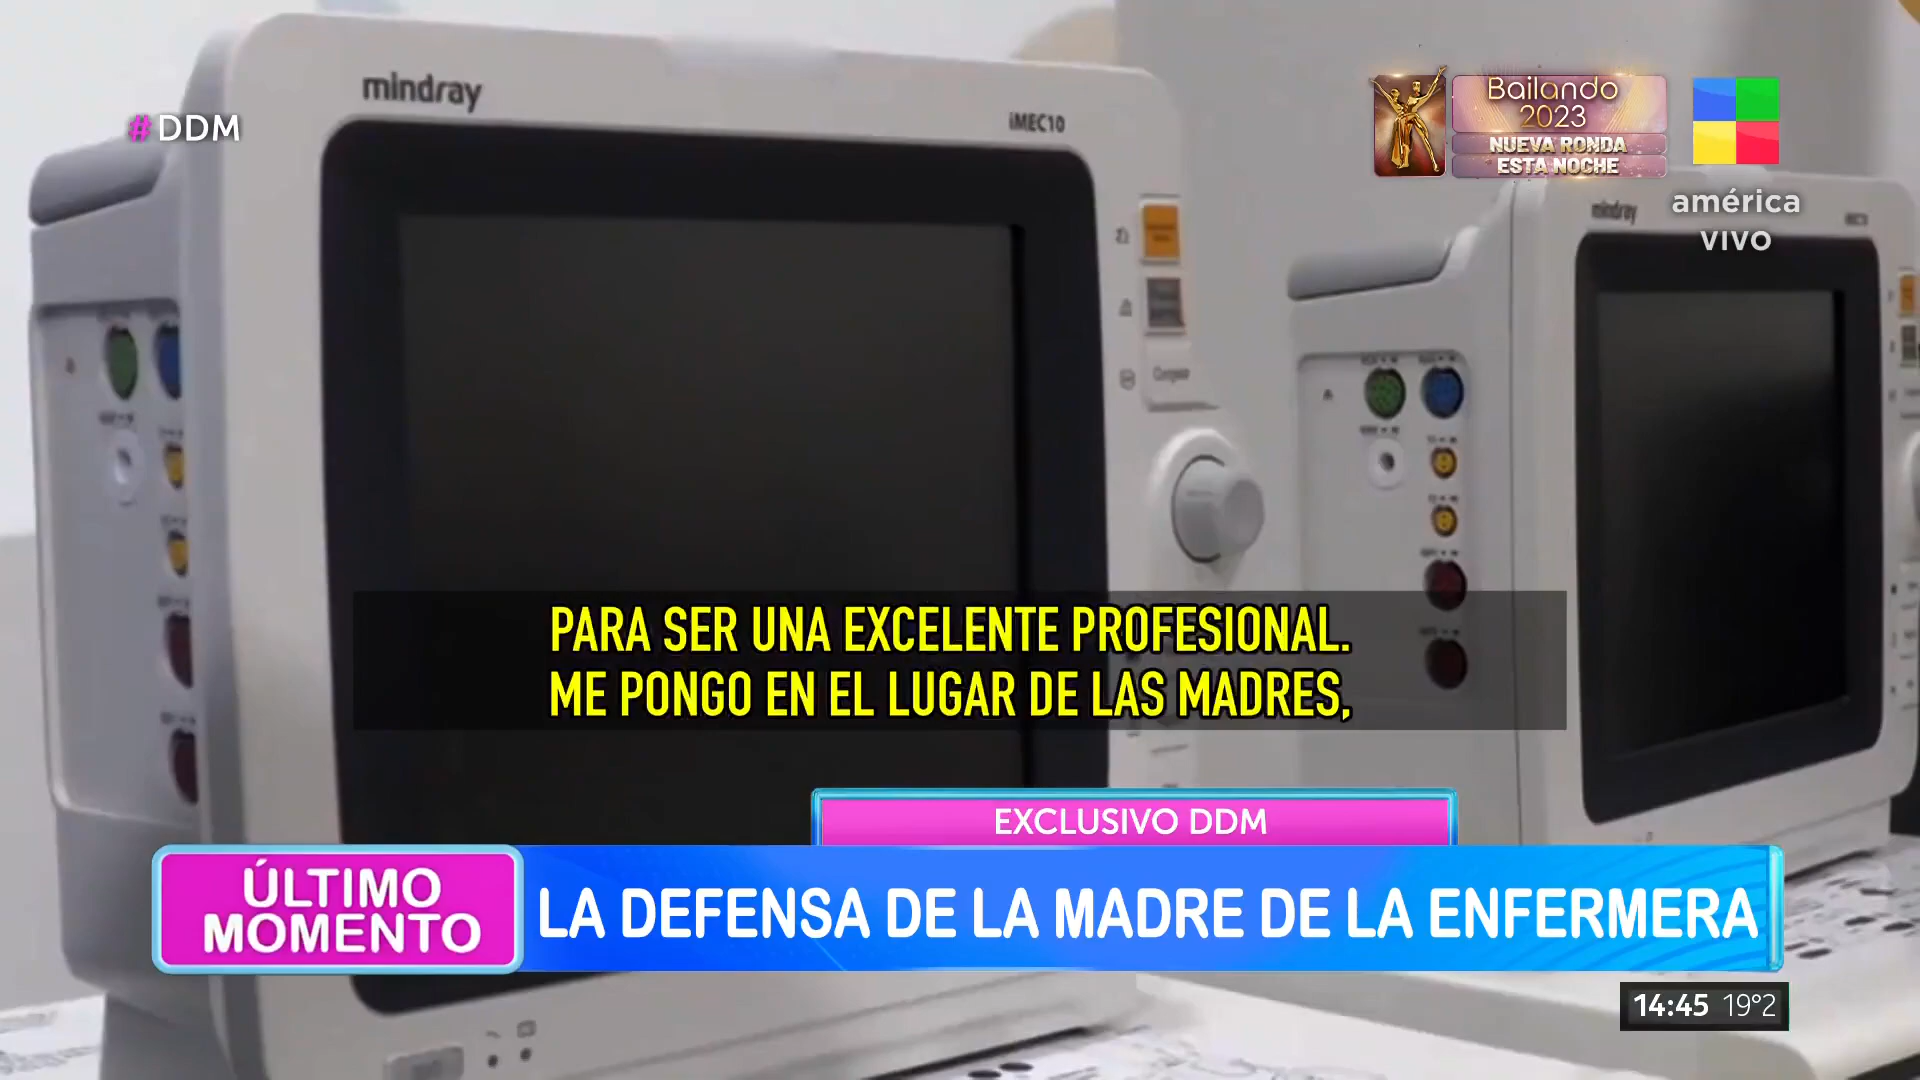 mindray
iMEC10
#DDM
Bailando
2023
NUEVA RONDA
ESTA NOCHE
américa
VIVO
mindray
Congelar
PARA SER UNA EXCELENTE PROFESIONAL.
ME PONGO EN EL LUGAR DE LAS MADRES,
EXCLUSIVO DDM
ÚLTIMO
MOMENTO
LA DEFENSA DE LA MADRE DE LA ENFERMERA
14:45 19°2